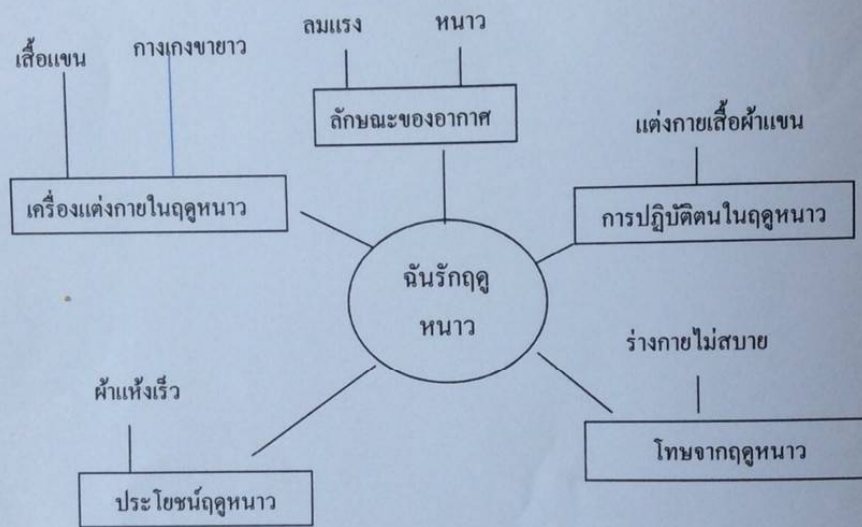 ลมแรง
หนาว
เสื้อแขน
กางเกงขายาว
ลักษณะของอากาศ
แต่งกายเสื้อผ้าแขน
เครื่องแต่งกายในฤดูหนาว
การปฏิบัติตนในฤดูหนาว
ฉันรักฤดู
หนาว
ร่างกายไม่สบาย
ผ้าแห้งเร็ว
โทษจากฤดูหนาว
ประโยชน์ฤดูหนาว